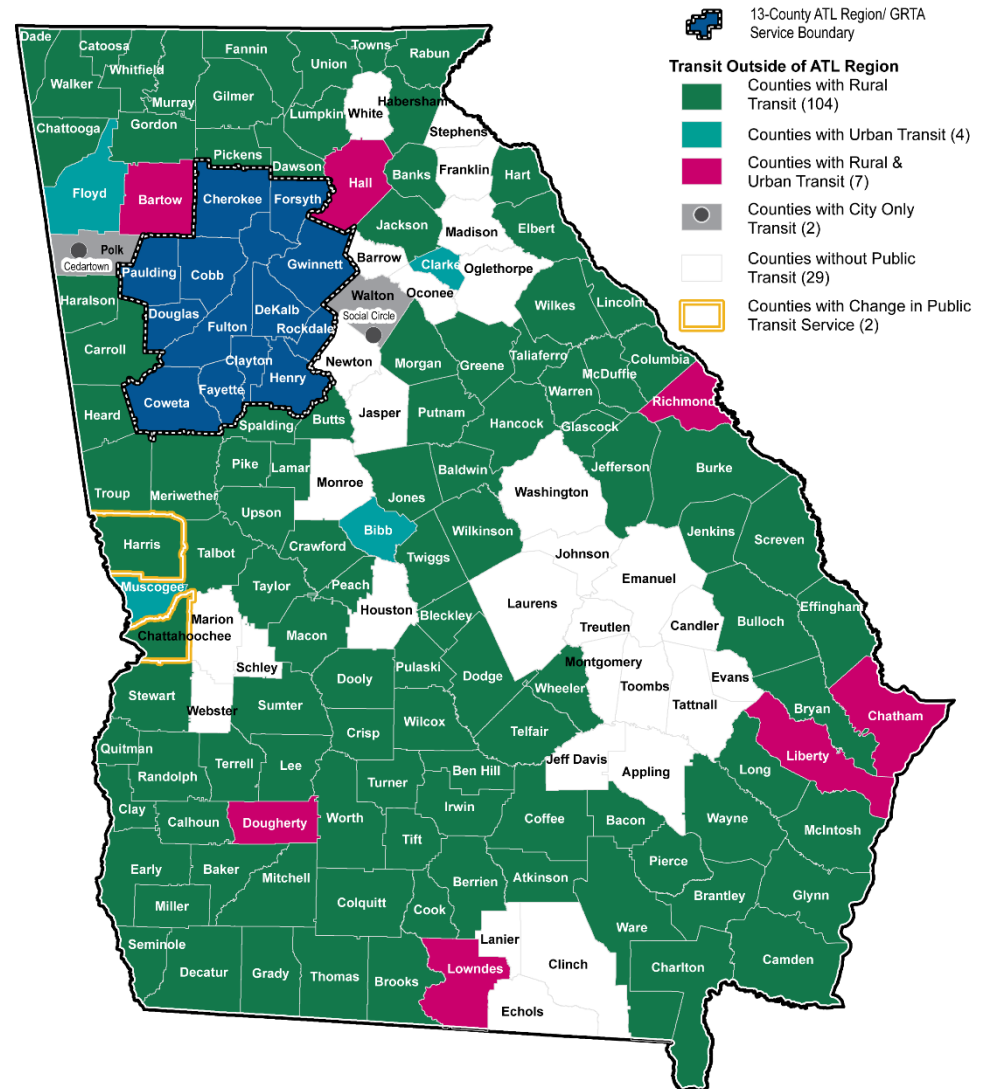 13-County ATL Region/ GRTA
Service Boundary
Transit Outside of ATL Region
Counties with Rural
Transit (104)
Counties with Urban Transit (4)
Counties with Rural &
Urban Transit (7)
Counties with City Only
Transit (2)
Counties without Public
Transit (29)
Counties with Change in Public
Transit Service (2)
Dade
Catoosa
Whitfield
Walker
Murray
Fannin
Gilmer
Union
Towns
Rabun
Lumpkin
White
Habersham
Stephens
Chattooga
Gordon
Pickens
Dawson
Hall
Banks
Franklin
Hart
Floyd
Bartow
Cherokee
Forsyth
Jackson
Madison
Elbert
Polk
Cedartown
Paulding
Cobb
Gwinnett
Barrow
Clarke
Oglethorpe
Oconee
Walton
Social Circle
Haralson
Douglas
Fulton
DeKalb
Rockdale
Newton
Morgan
Greene
Wilkes
Lincoln
Taliaferro
Columbia
McDuffie
Warren
Richmond
Carroll
Clayton
Henry
Fayette
Coweta
Heard
Spalding
Butts
Jasper
Putnam
Hancock
Glascock
Jefferson
Burke
Troup
Meriwether
Pike
Lamar
Monroe
Jones
Baldwin
Washington
Upson
Bibb
Wilkinson
Jenkins
Screven
Harris
Talbot
Crawford
Twiggs
Johnson
Emanuel
Muscogee
Taylor
Peach
Houston
Bleckley
Laurens
Treutlen
Candler
Bulloch
Effingham
Chattahoochee
Marion
Macon
Schley
Pulaski
Dodge
Montgomery
Wheeler
Toombs
Tattnall
Evans
Bryan
Chatham
Stewart
Webster
Sumter
Dooly
Wilcox
Telfair
Liberty
Quitman
Randolph
Terrell
Lee
Crisp
Turner
Ben Hill
Jeff Davis
Appling
Long
Clay
Calhoun
Dougherty
Worth
Irwin
Coffee
Bacon
Wayne
McIntosh
Tift
Early
Baker
Mitchell
Berrien
Atkinson
Pierce
Brantley
Glynn
Miller
Colquitt
Cook
Ware
Seminole
Decatur
Grady
Thomas
Brooks
Lowndes
Lanier
Clinch
Charlton
Camden
Echols